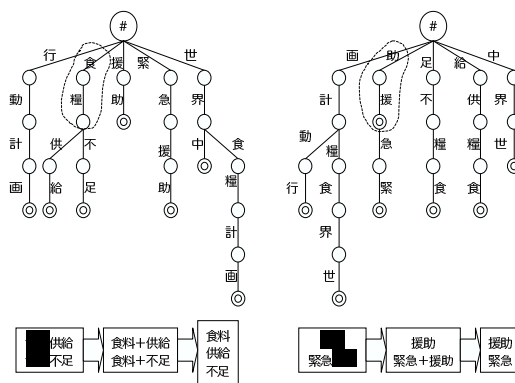 #
行 食 援 緊 世
動 糧 助 急 界
計 供 不 援 中 食
画 給 足 助 糧
計
画
#
画 助 足 給 中
計 援 不 供 界
動 糧 急 糧 糧 世
行 食 緊 食 食
界
世
供給
不足
食料＋供給
食料＋不足
食料
供給
不足
緊急
援助
緊急＋援助
援助
緊急